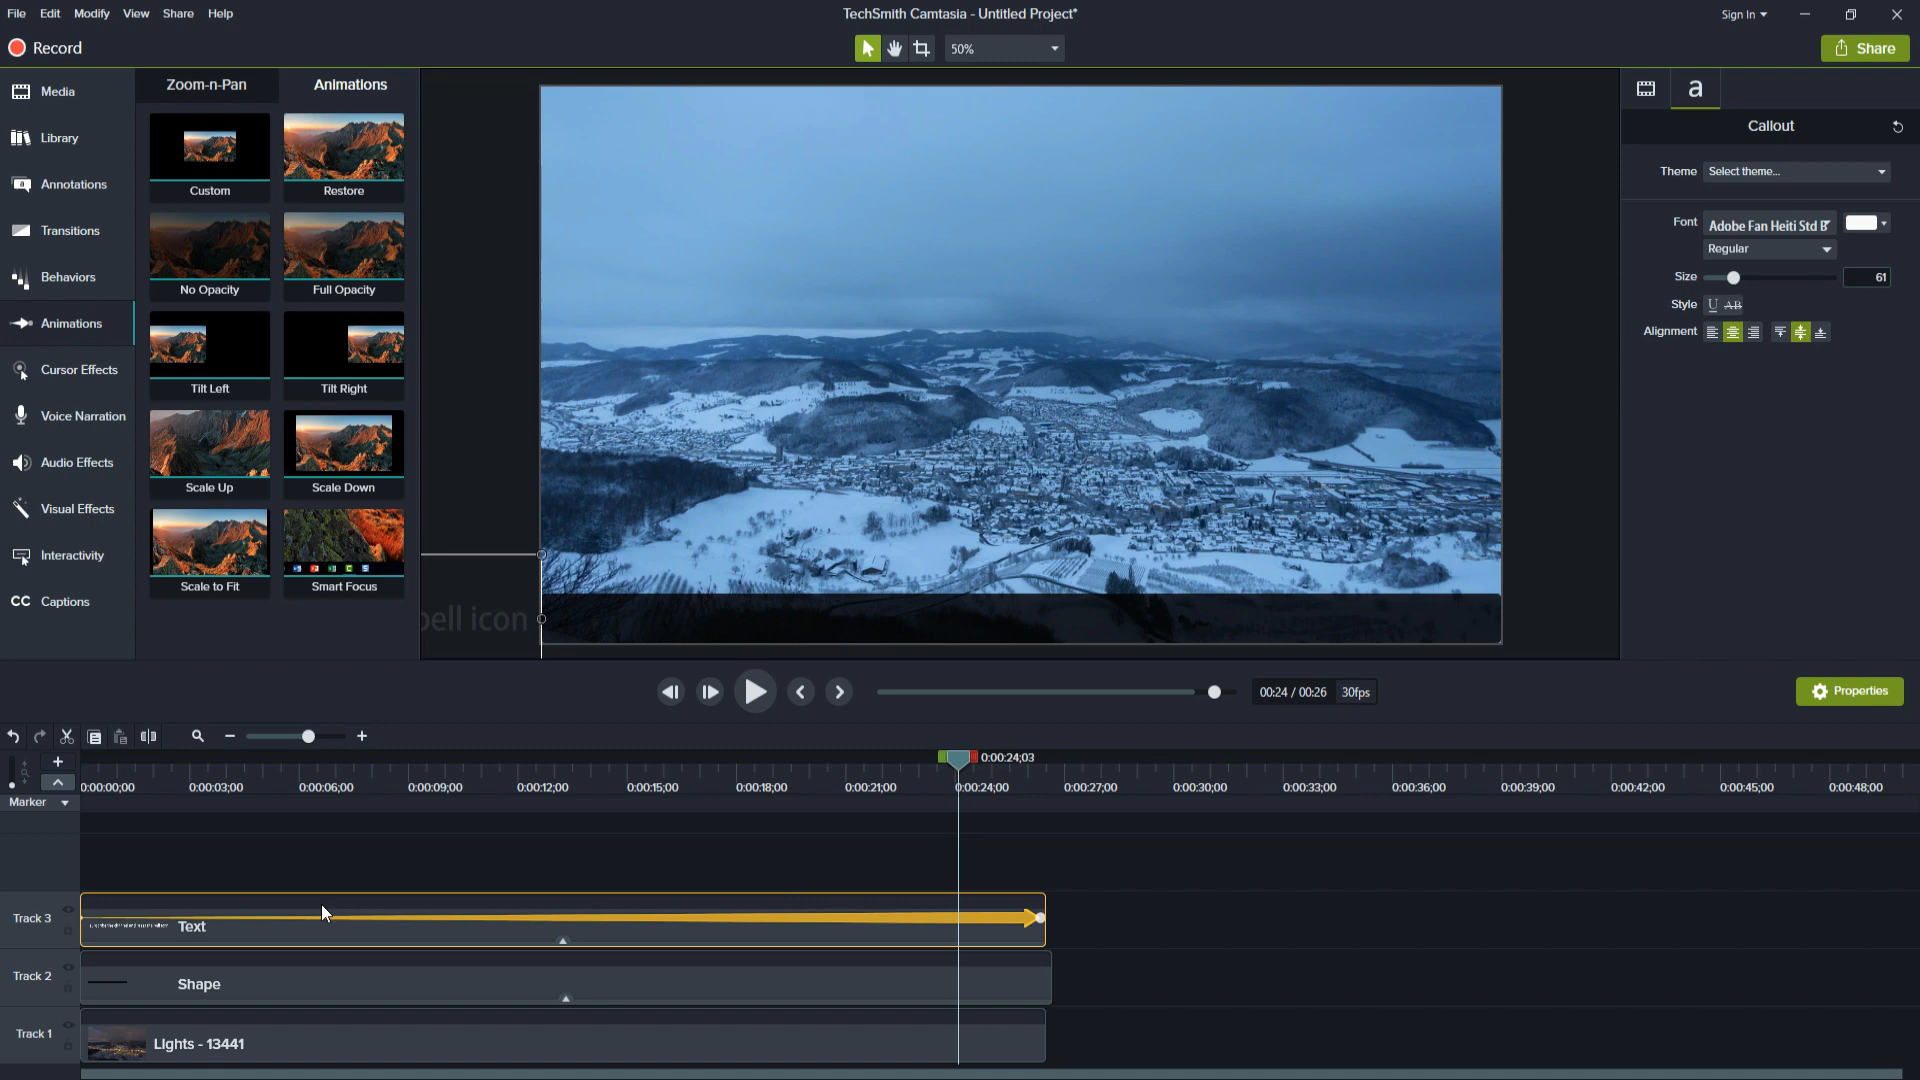 File Edit Modify View Share Help
TechSmith Camtasia - Untitled Project*
Sign In
Record
50%
Share
Media
Library
Annotations
Transitions
Behaviors
Animations
Cursor Effects
Voice Narration
Audio Effects
Visual Effects
Interactivity
CC Captions
Zoom-n-Pan Animations
Custom Restore
No Opacity Full Opacity
Tilt Left Tilt Right
Scale Up Scale Down
Scale to Fit Smart Focus
bell icon
a
Callout
Theme Select theme...
Font Adobe Fan Heiti Std B
Regular
Size 61
Style U AB
Alignment
00:24 / 00:26 30fps
Properties
0:00:24;03
0:00:00;00 0:00:03;00 0:00:06;00 0:00:09;00 0:00:12;00 0:00:15;00 0:00:18;00 0:00:21;00 0:00:24;00 0:00:27;00 0:00:30;00 0:00:33;00 0:00:36;00 0:00:39;00 0:00:42;00 0:00:45;00 0:00:48;00
Marker
Track 3 Text
Track 2 Shape
Track 1 Lights - 13441